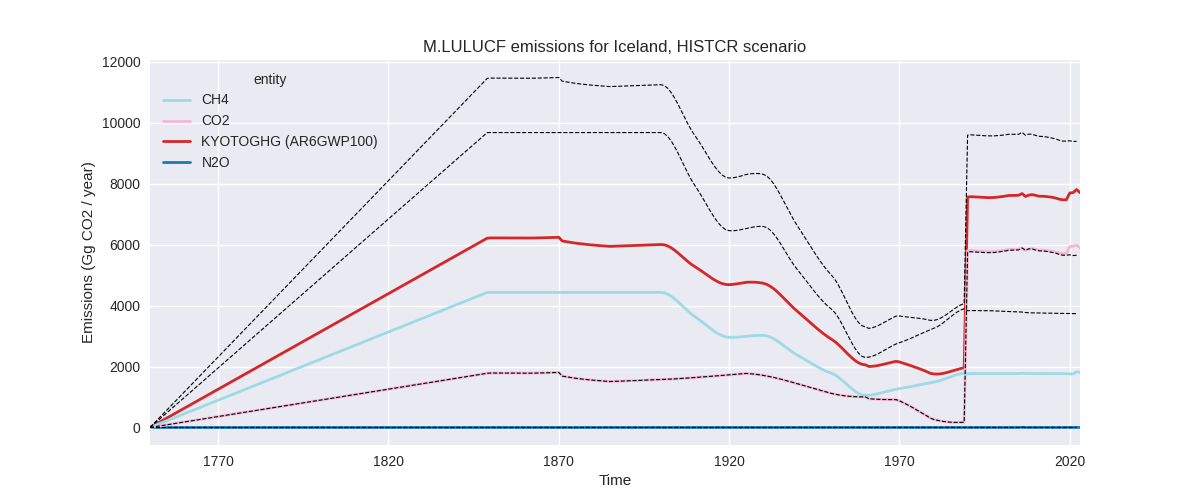 M.LULUCF emissions for Iceland, HISTCR scenario
12000
10000
8000
6000
4000
2000
0
Emissions (Gg CO2 / year)
entity
CH4
CO2
KYOTOGHG (AR6GWP100)
N2O
1770 1820 1870 1920 1970 2020
Time